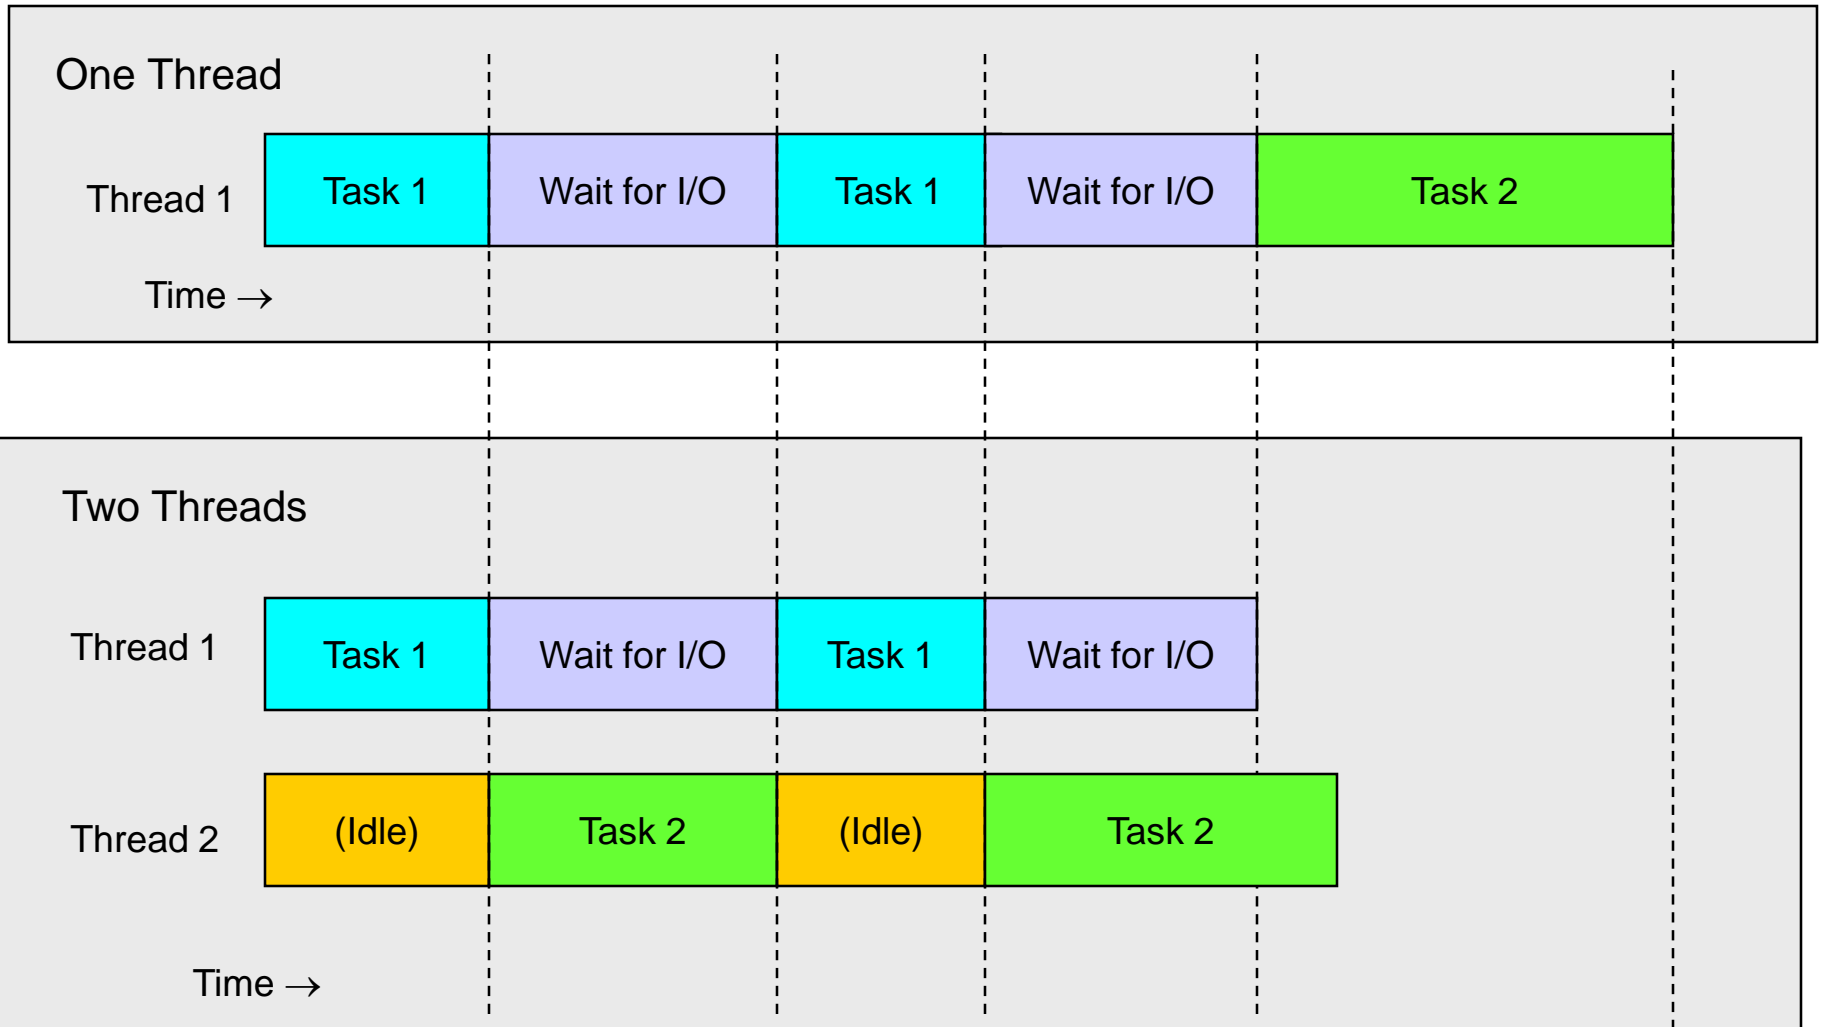 One Thread
Thread 1
Task 1
Wait for I/O
Task 1
Wait for I/O
Task 2
Time →
Two Threads
Thread 1
Task 1
Wait for I/O
Task 1
Wait for I/O
Thread 2
(Idle)
Task 2
(Idle)
Task 2
Time →